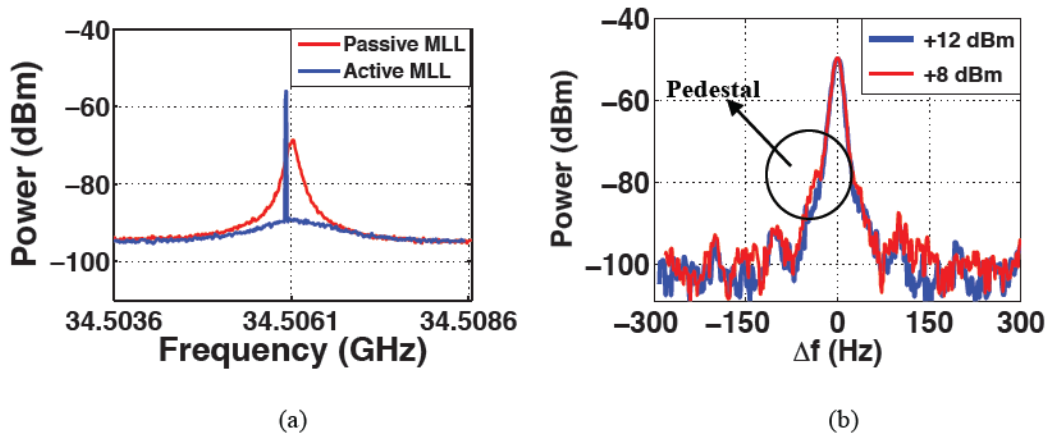 −40
−60
−80
−100
Power (dBm)
Passive MLL
Active MLL
34.5036 34.5061 34.5086
Frequency (GHz)
(a)
−40
−60
−80
−100
Power (dBm)
+12 dBm
+8 dBm
Pedestal
−300 −150 0 150 300
Δf (Hz)
(b)